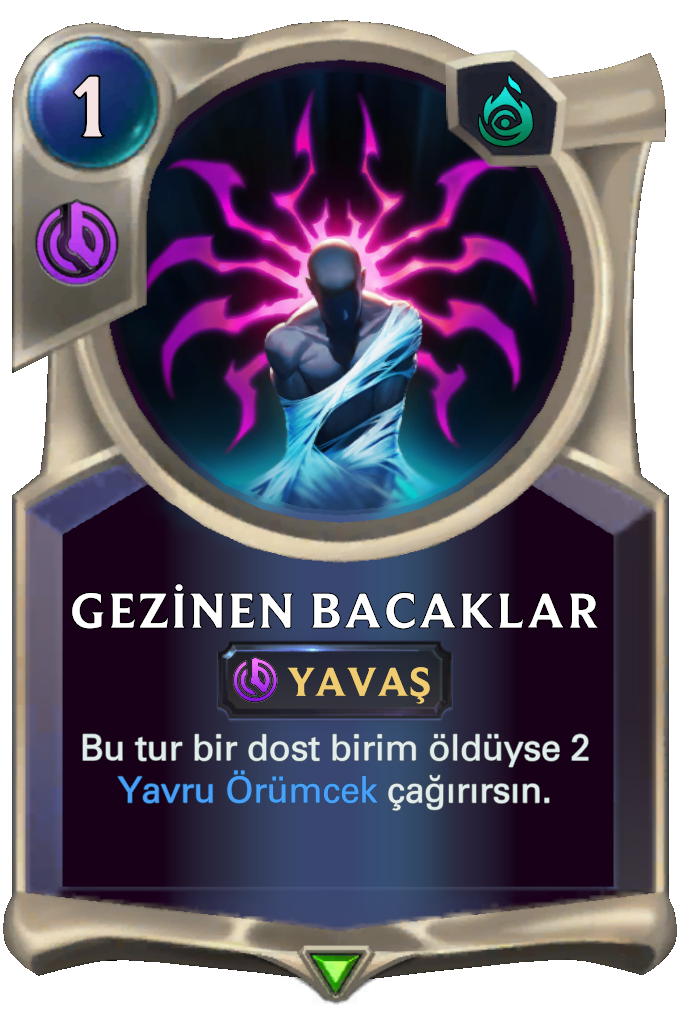 1
GEZİNEN BACAKLAR
YAVAŞ
Bu tur bir dost birim öldüyse 2
Yavru Örümcek çağırırsın.